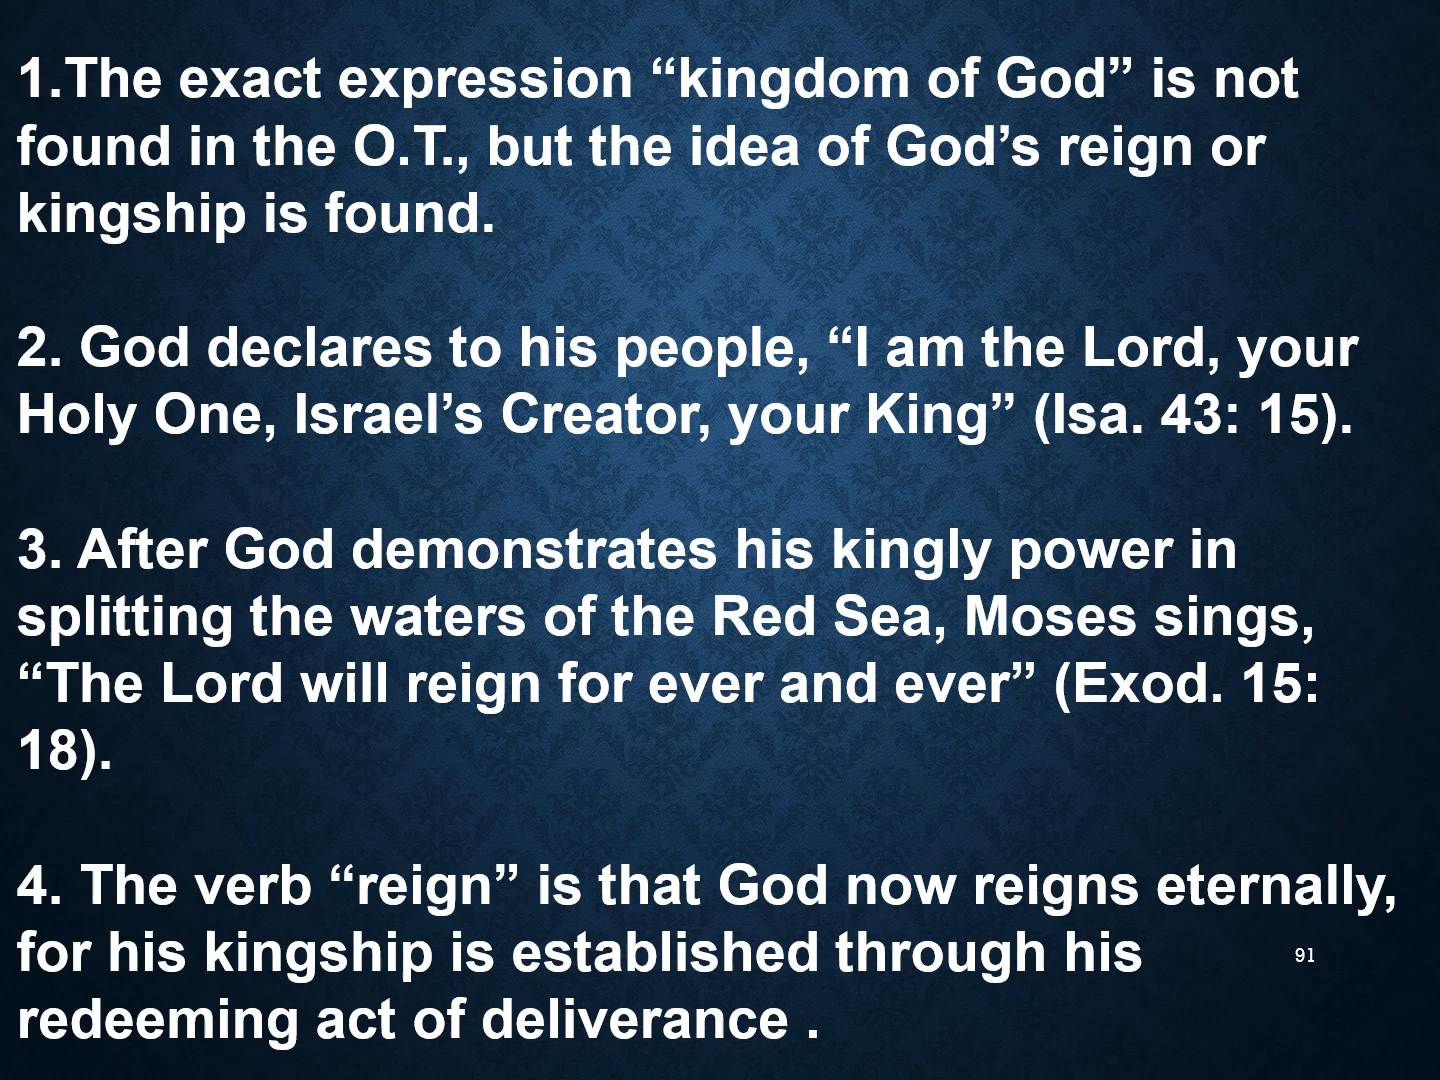 1.The exact expression “kingdom of God” is not
found in the O.T., but the idea of God’s reign or
kingship is found.
2. God declares to his people, “I am the Lord, your
Holy One, Israel’s Creator, your King” (Isa. 43: 15).
3. After God demonstrates his kingly power in
splitting the waters of the Red Sea, Moses sings,
“The Lord will reign for ever and ever” (Exod. 15:
18).
4. The verb “reign” is that God now reigns eternally,
for his kingship is established through his
redeeming act of deliverance .
91